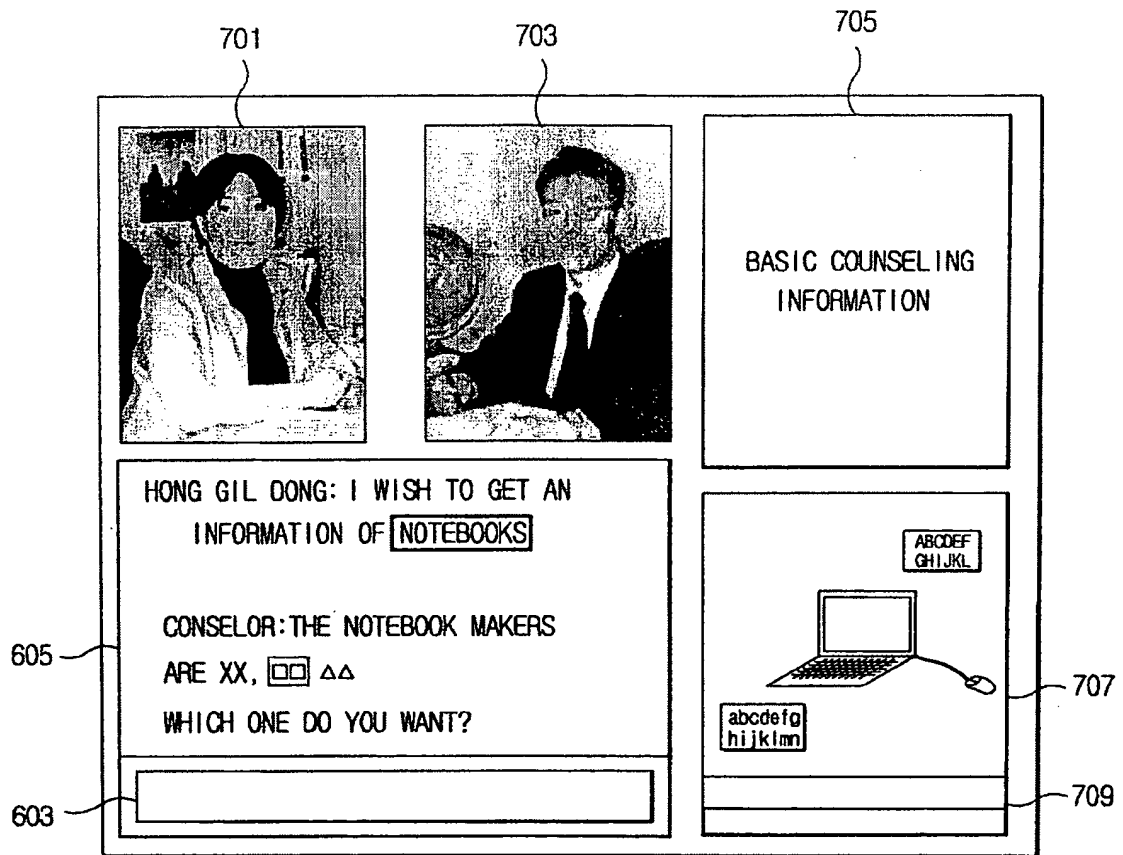 701
703
705
BASIC COUNSELING
INFORMATION
HONG GIL DONG: I WISH TO GET AN
INFORMATION OF NOTEBOOKS
CONSELOR:THE NOTEBOOK MAKERS
ARE XX, □□ △△
WHICH ONE DO YOU WANT?
605
603
ABCDEF
GHIJKL
abcdefg
hijklmn
707
709